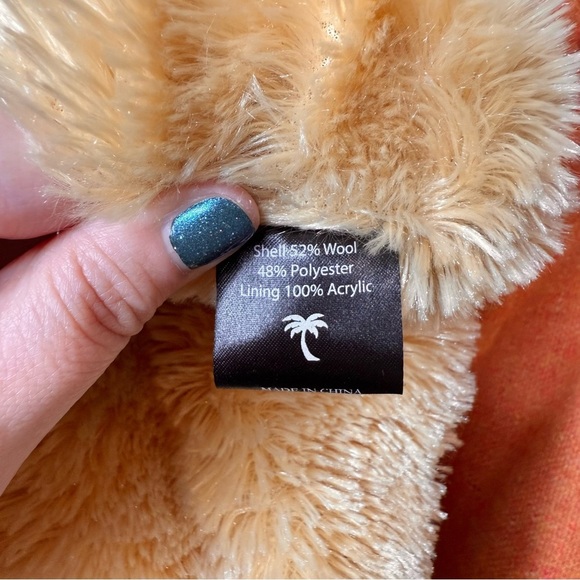 Shell 52% Wool
48% Polyester
Lining 100% Acrylic
MADE IN CHINA